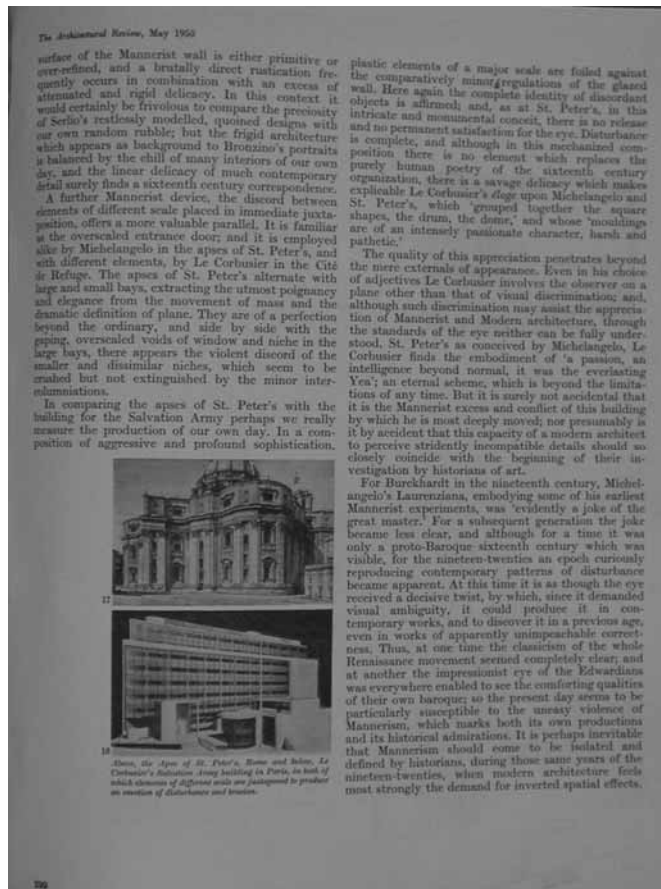 The Architectural Review, May 1950
surface of the Mannerist wall is either primitive or
over-refined, and a brutally direct rustication fre-
quently occurs in combination with an excess of
attenuated and rigid delicacy. In this context it
would certainly be frivolous to compare the preciosity
of Serlio's restlessly modelled, quoined designs with
our own random rubble; but the frigid architecture
which appears as background to Bronzino's portraits
is balanced by the chill of many interiors of our own
day, and the linear delicacy of much contemporary
detail surely finds a sixteenth century correspondence.
A further Mannerist device, the discord between
elements of different scale placed in immediate juxta-
position, offers a more valuable parallel. It is familiar
as the overscaled entrance door; and it is employed
alike by Michelangelo in the apses of St. Peter's, and
with different elements, by Le Corbusier in the Cité
de Refuge. The apses of St. Peter's alternate with
large and small bays, extracting the utmost poignancy
and elegance from the movement of mass and the
dramatic definition of plane. They are of a perfection
beyond the ordinary, and side by side with the
gaping, overscaled voids of window and niche in the
large bays, there appears the violent discord of the
smaller and dissimilar niches, which seem to be
crushed but not extinguished by the minor inter-
columniations.
In comparing the apses of St. Peter's with the
building for the Salvation Army perhaps we really
measure the production of our own day. In a com-
position of aggressive and profound sophistication,
17
18
Above, the Apse of St. Peter's, Rome and below, Le
Corbusier's Salvation Army building in Paris, in both of
which elements of different scale are juxtaposed to produce
an emotion of disturbance and tension.
plastic elements of a major scale are foiled against
the comparatively minor regulations of the glazed
wall. Here again the complete identity of discordant
objects is affirmed; and, as at St. Peter's, in this
intricate and monumental conceit, there is no release
and no permanent satisfaction for the eye. Disturbance
is complete, and although in this mechanized com-
position there is no element which replaces the
purely human poetry of the sixteenth century
organization, there is a savage delicacy which makes
explicable Le Corbusier's éloge upon Michelangelo and
St. Peter's, which 'grouped together the square
shapes, the drum, the dome,' and whose 'mouldings
are of an intensely passionate character, harsh and
pathetic.'
The quality of this appreciation penetrates beyond
the mere externals of appearance. Even in his choice
of adjectives Le Corbusier involves the observer on a
plane other than that of visual discrimination; and,
although such discrimination may assist the apprecia-
tion of Mannerist and Modern architecture, through
the standards of the eye neither can be fully under-
stood. St. Peter's as conceived by Michelangelo, Le
Corbusier finds the embodiment of 'a passion, an
intelligence beyond normal, it was the everlasting
Yea'; an eternal scheme, which is beyond the limita-
tions of any time. But it is surely not accidental that
it is the Mannerist excess and conflict of this building
by which he is most deeply moved; nor presumably is
it by accident that this capacity of a modern architect
to perceive stridently incompatible details should so
closely coincide with the beginning of their in-
vestigation by historians of art.
For Burckhardt in the nineteenth century, Michel-
angelo's Laurenziana, embodying some of his earliest
Mannerist experiments, was 'evidently a joke of the
great master.' For a subsequent generation the joke
became less clear, and although for a time it was
only a proto-Baroque sixteenth century which was
visible, for the nineteen-twenties an epoch curiously
reproducing contemporary patterns of disturbance
became apparent. At this time it is as though the eye
received a decisive twist, by which, since it demanded
visual ambiguity, it could produce it in con-
temporary works, and to discover it in a previous age,
even in works of apparently unimpeachable correct-
ness. Thus, at one time the classicism of the whole
Renaissance movement seemed completely clear; and
at another the impressionist eye of the Edwardians
was everywhere enabled to see the comforting qualities
of their own baroque; so the present day seems to be
particularly susceptible to the uneasy violence of
Mannerism, which marks both its own productions
and its historical admirations. It is perhaps inevitable
that Mannerism should come to be isolated and
defined by historians, during those same years of the
nineteen-twenties, when modern architecture feels
most strongly the demand for inverted spatial effects.